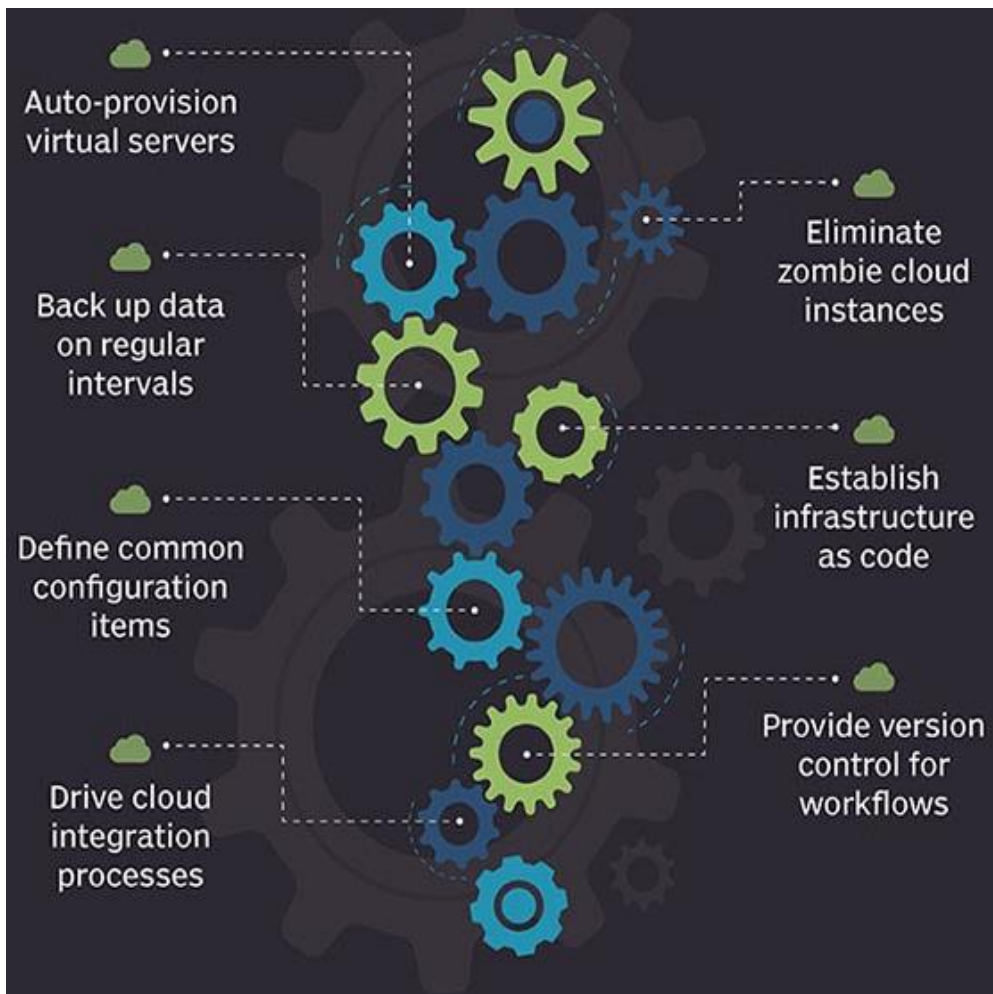 Auto-provision
virtual servers
Back up data
on regular
intervals
Define common
configuration
items
Drive cloud
integration
processes
Eliminate
zombie cloud
instances
Establish
infrastructure
as code
Provide version
control for
workflows